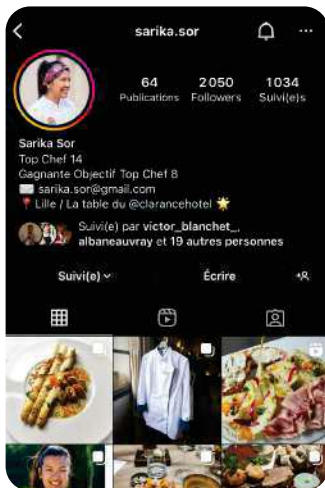 sarika.sor
64 2 050 1 034
Publications Followers Suivi(e)s
Sarika Sor
Top Chef 14
Gagnante Objectif Top Chef 8
✉️ sarika.sor@gmail.com
📍 Lille / La table du @clarancehotel 🌟
Suivi(e) par victor_blanchet_,
albaneauvray et 19 autres personnes
Suivi(e) Écrire